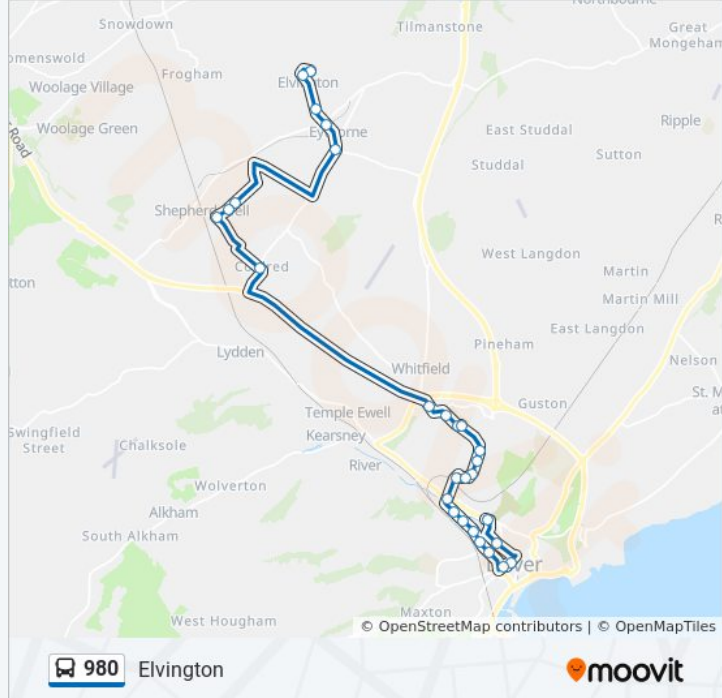 Northbourne
Snowdown
Tilmanstone
Great
Mongeham
Womenswold
Frogham
Elvington
Woolage Village
Ripple
Woolage Green
Eythorne
East Studdal
Road
Sutton
Studdal
Shepherdswell
West Langdon
Coldred
Martin
tton
Martin Mill
East Langdon
Lydden
Pineham
Nelson
Whitfield
St. M
at
Guston
Temple Ewell
Swingfield
Street
Kearsney
Chalksole
River
Wolverton
Alkham
South Alkham
Dover
Maxton
West Hougham
© OpenStreetMap contributors | © OpenMapTiles
980 Elvington
moovit